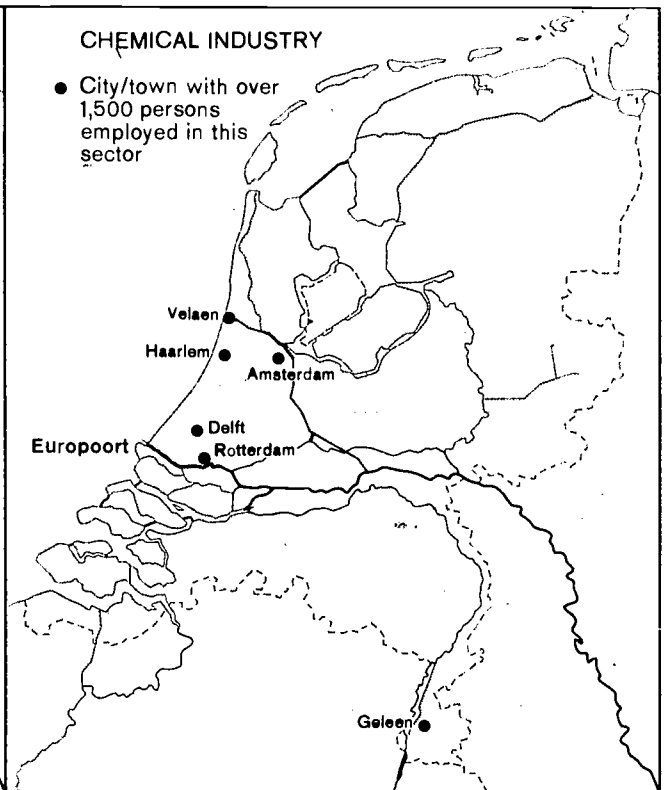 CHEMICAL INDUSTRY
City/town with over
1,500 persons
employed in this
sector
Velsen
Haarlem
Amsterdam
Delft
Europoort
Rotterdam
Geleen